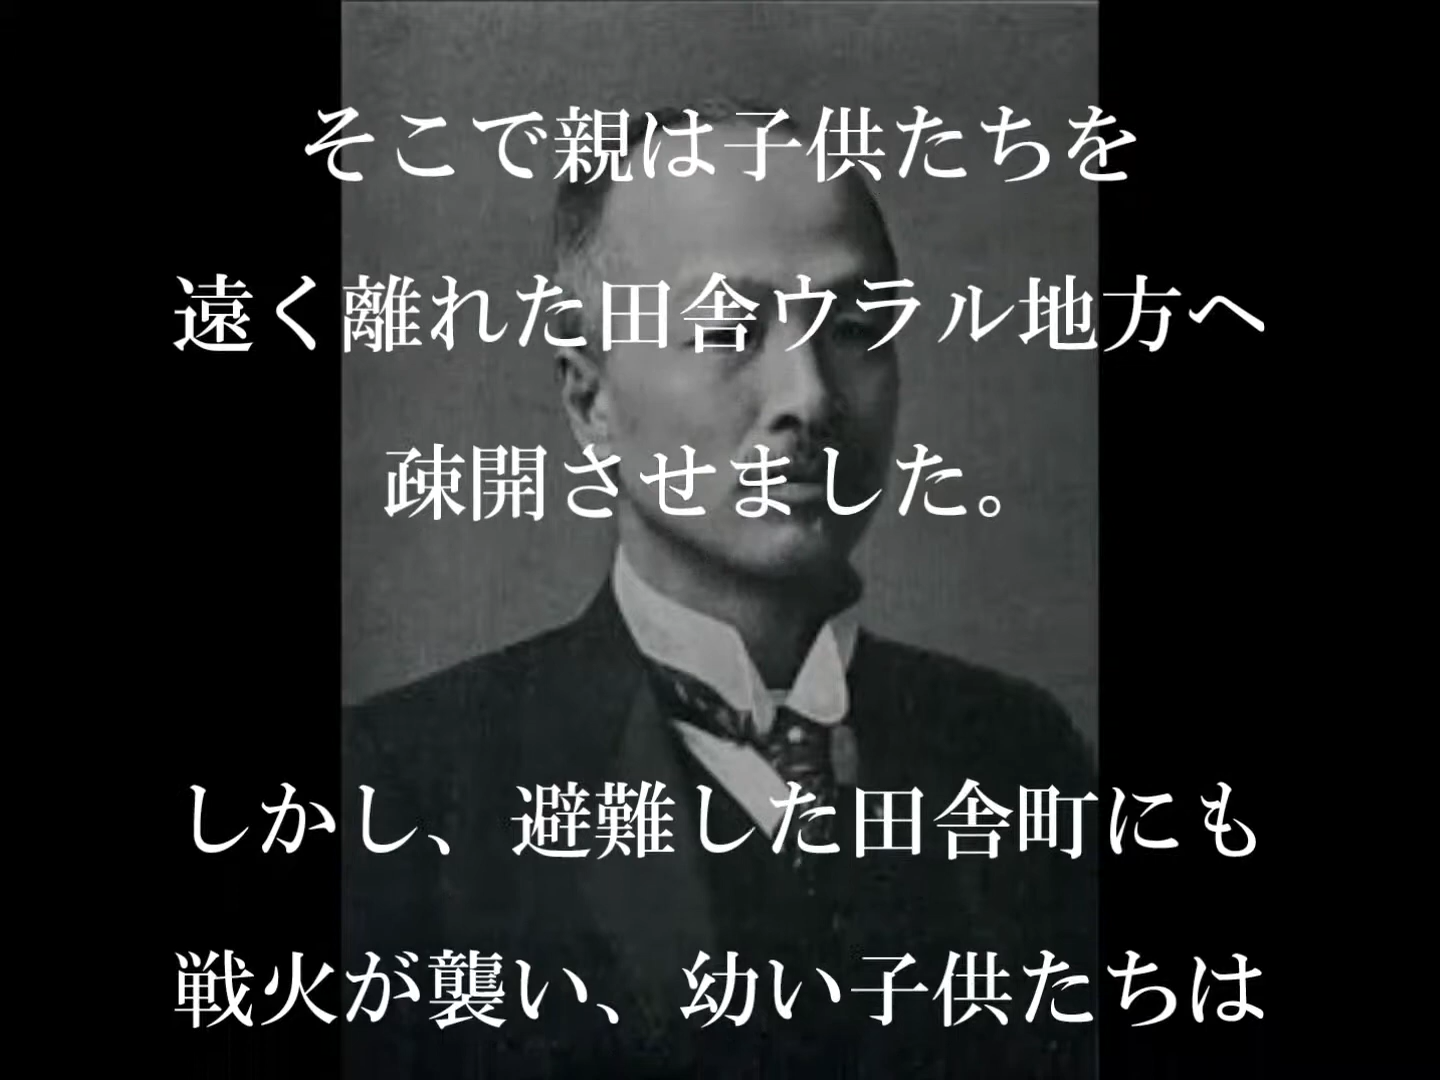 そこで親は子供たちを
遠く離れた田舎ウラル地方へ
疎開させました。
しかし、避難した田舎町にも
戦火が襲い、幼い子供たちは